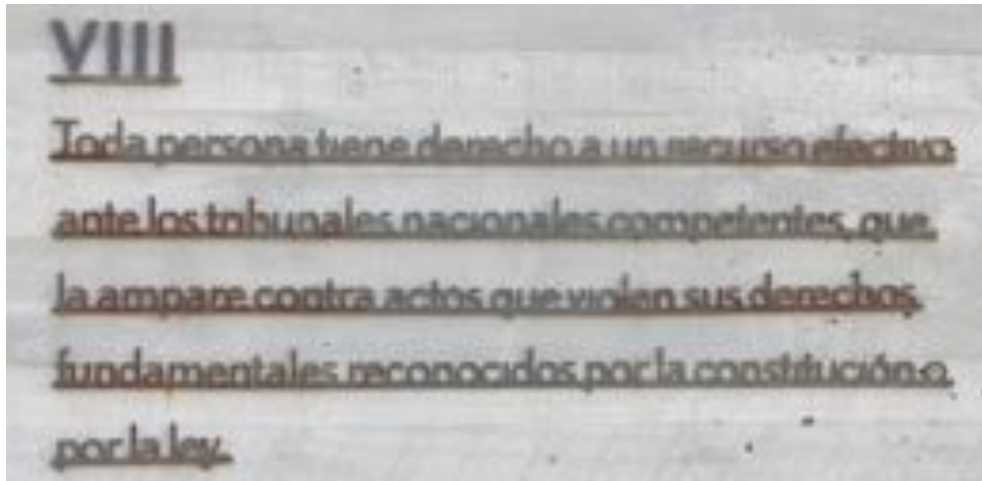 VIII
Toda persona tiene derecho a un recurso efectivo
ante los tribunales nacionales competentes, que
la ampare contra actos que violen sus derechos
fundamentales reconocidos por la constitución o
por la ley.